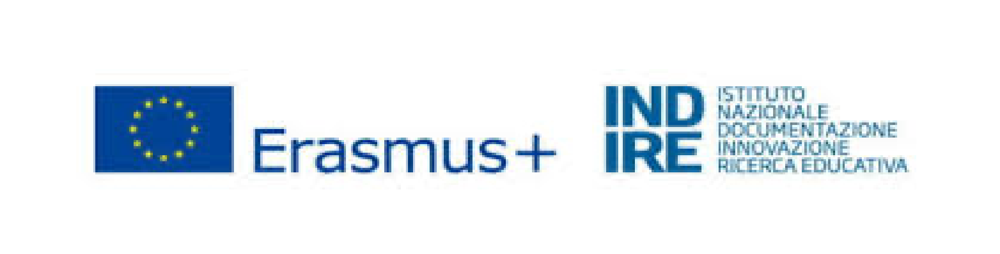 Erasmus+
IND
IRE
ISTITUTO
NAZIONALE
DOCUMENTAZIONE
INNOVAZIONE
RICERCA EDUCATIVA